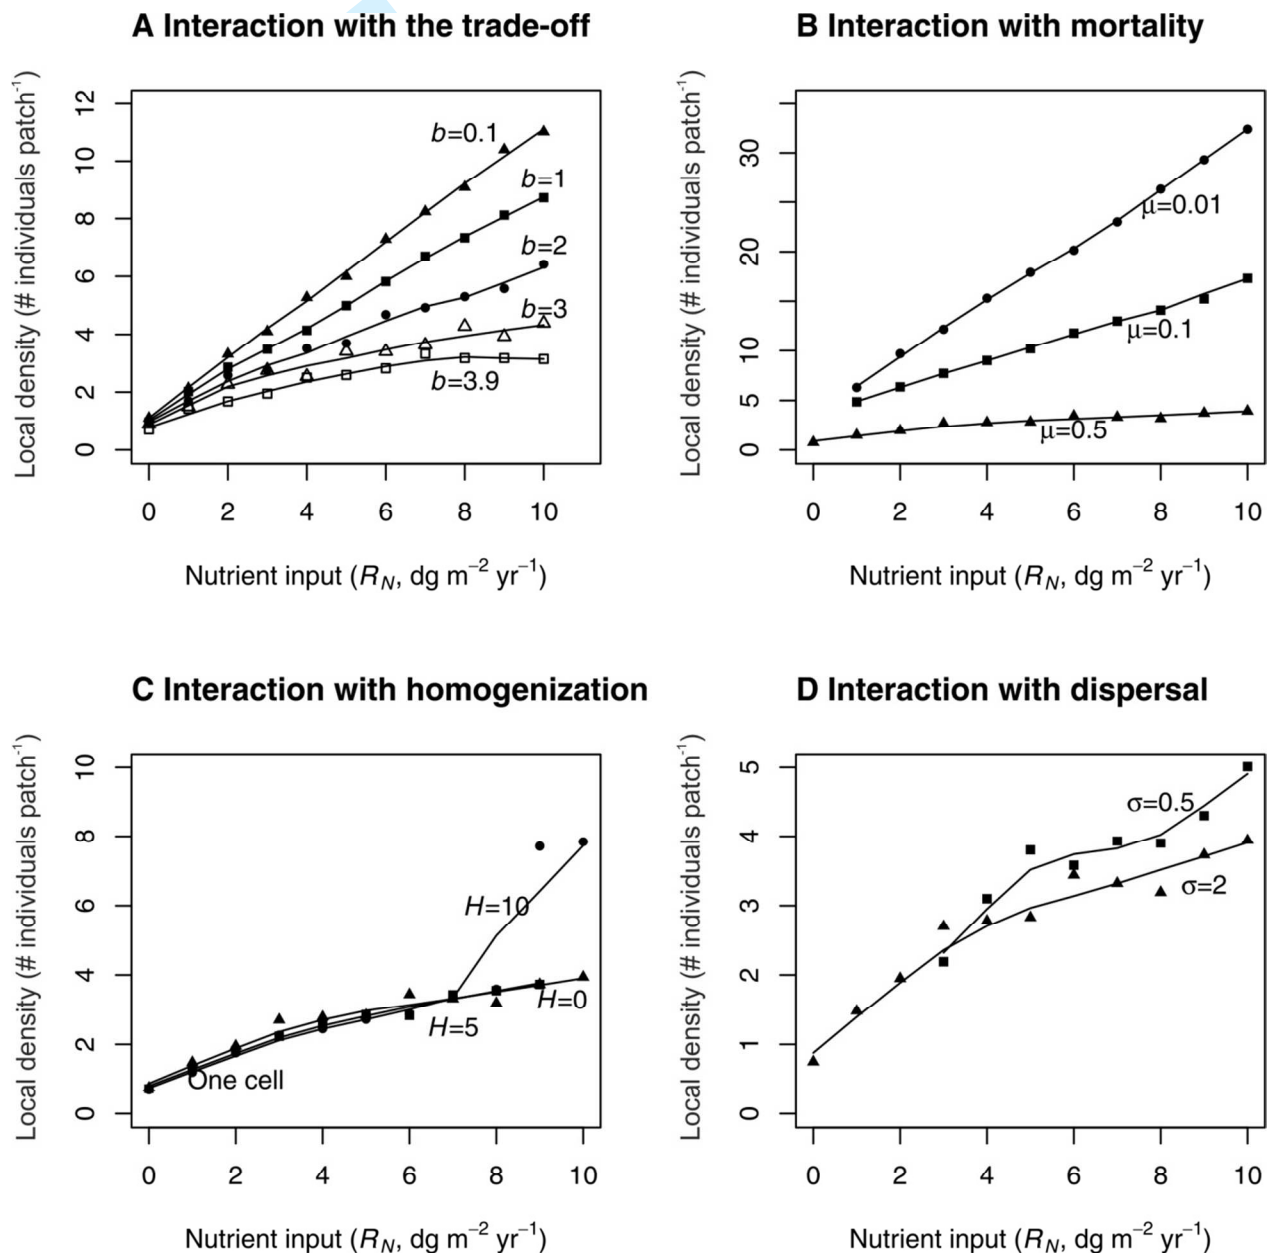 A Interaction with the trade-off
Local density (# individuals patch⁻¹)
12
10
8
6
4
2
0
b=0.1
b=1
b=2
b=3
b=3.9
0 2 4 6 8 10
Nutrient input (R_N, dg m⁻² yr⁻¹)
B Interaction with mortality
Local density (# individuals patch⁻¹)
30
20
10
5
0
μ=0.01
μ=0.1
μ=0.5
0 2 4 6 8 10
Nutrient input (R_N, dg m⁻² yr⁻¹)
C Interaction with homogenization
Local density (# individuals patch⁻¹)
10
8
6
4
2
0
H=10
H=0
H=5
One cell
0 2 4 6 8 10
Nutrient input (R_N, dg m⁻² yr⁻¹)
D Interaction with dispersal
Local density (# individuals patch⁻¹)
5
4
3
2
1
0
σ=0.5
σ=2
0 2 4 6 8 10
Nutrient input (R_N, dg m⁻² yr⁻¹)